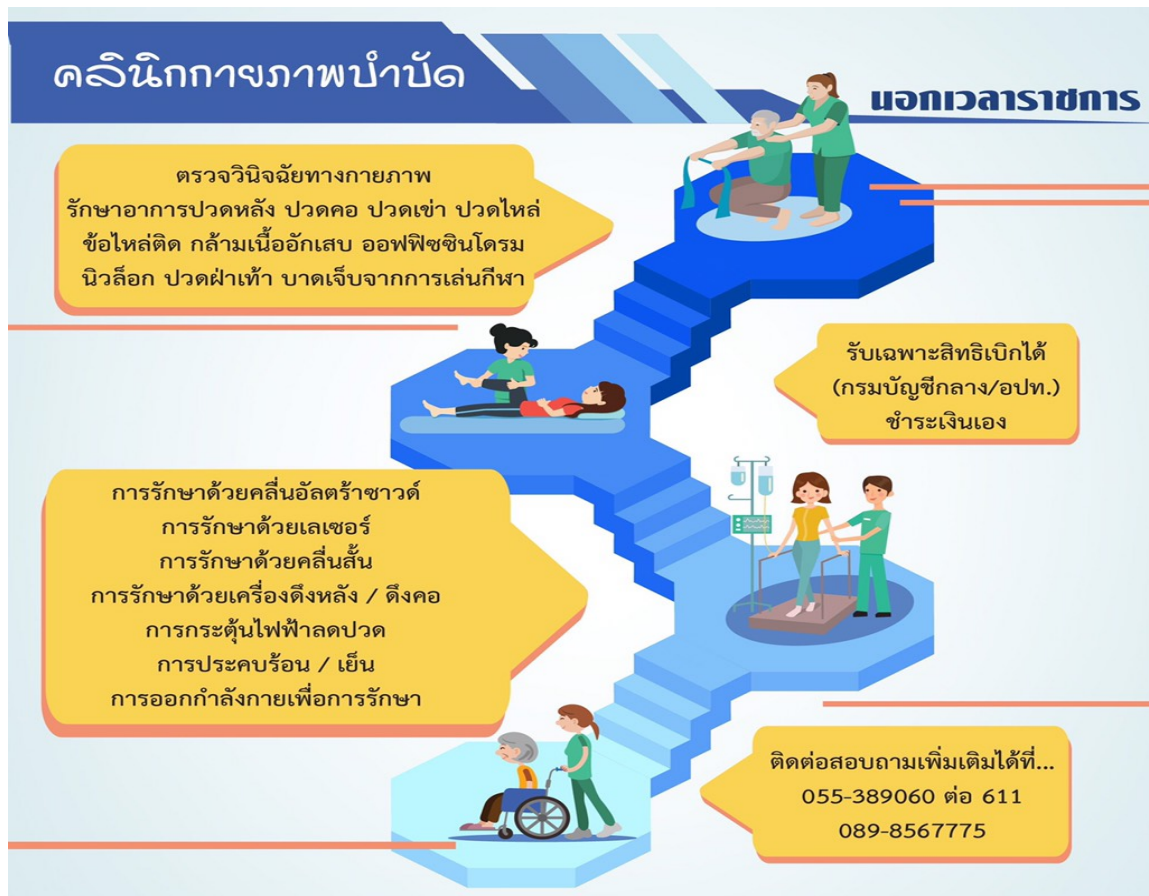 คลินิกกายภาพบำบัด
นอกเวลาราชการ
ตรวจวินิจฉัยทางกายภาพ
รักษาอาการปวดหลัง ปวดคอ ปวดเข่า ปวดไหล่
ข้อไหล่ติด กล้ามเนื้ออักเสบ ออฟฟิซซินโดรม
นิวล็อก ปวดฝ่าเท้า บาดเจ็บจากการเล่นกีฬา
รับเฉพาะสิทธิเบิกได้
(กรมบัญชีกลาง/อปท.)
ชำระเงินเอง
การรักษาด้วยคลื่นอัลตร้าซาวด์
การรักษาด้วยเลเซอร์
การรักษาด้วยคลื่นสั้น
การรักษาด้วยเครื่องดึงหลัง / ดึงคอ
การกระตุ้นไฟฟ้าลดปวด
การประคบร้อน / เย็น
การออกกำลังกายเพื่อการรักษา
ติดต่อสอบถามเพิ่มเติมได้ที่...
055-389060 ต่อ 611
089-8567775